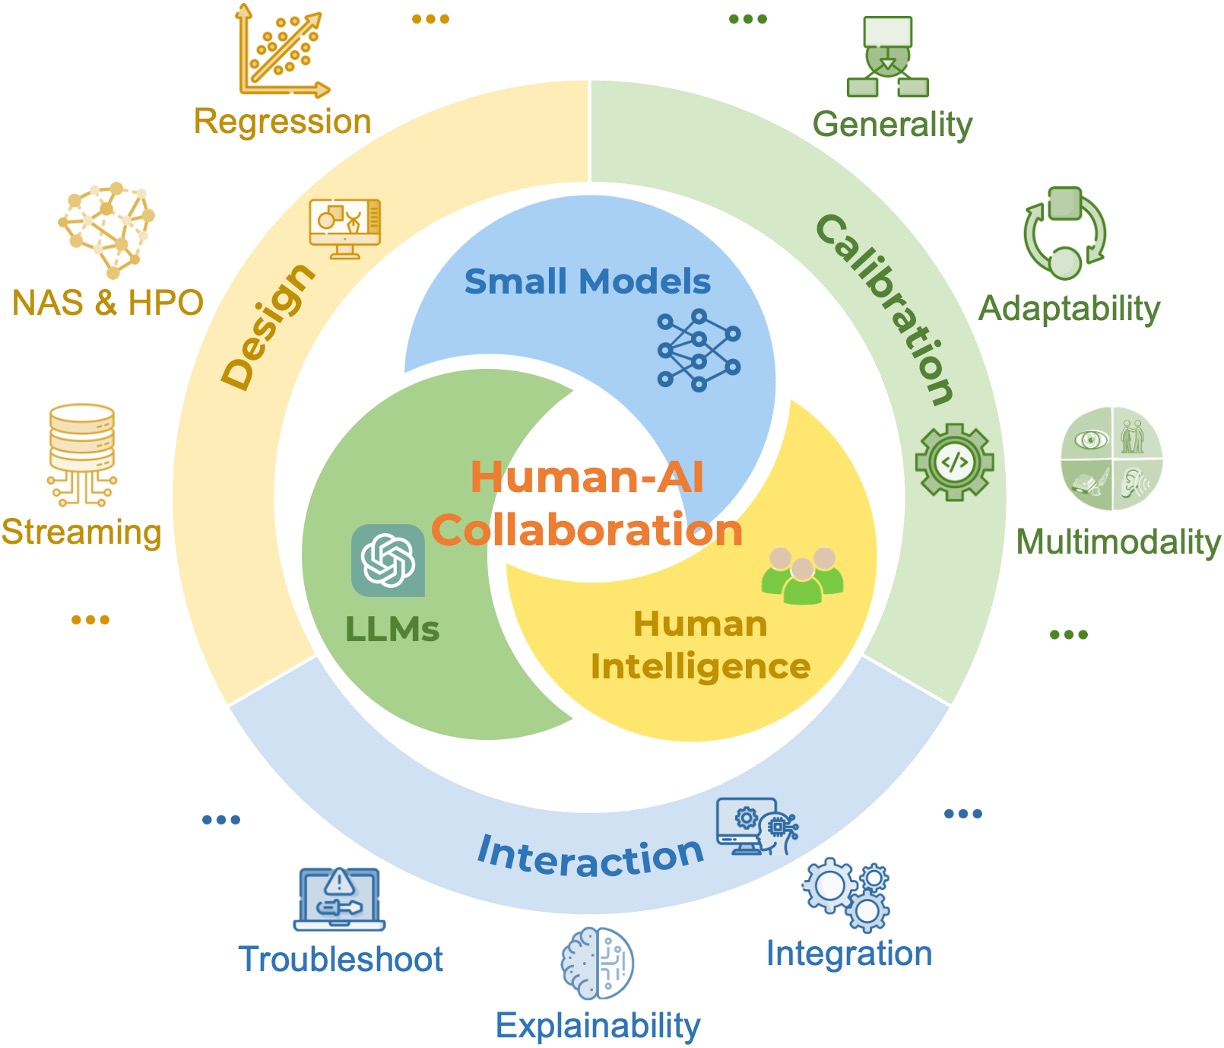 Regression
Generality
NAS & HPO
Adaptability
Streaming
Multimodality
Design
Calibration
Small Models
Human-AI
Collaboration
LLMs
Human
Intelligence
</>
Interaction
Troubleshoot
Explainability
Integration
...
...
...
...
...
...